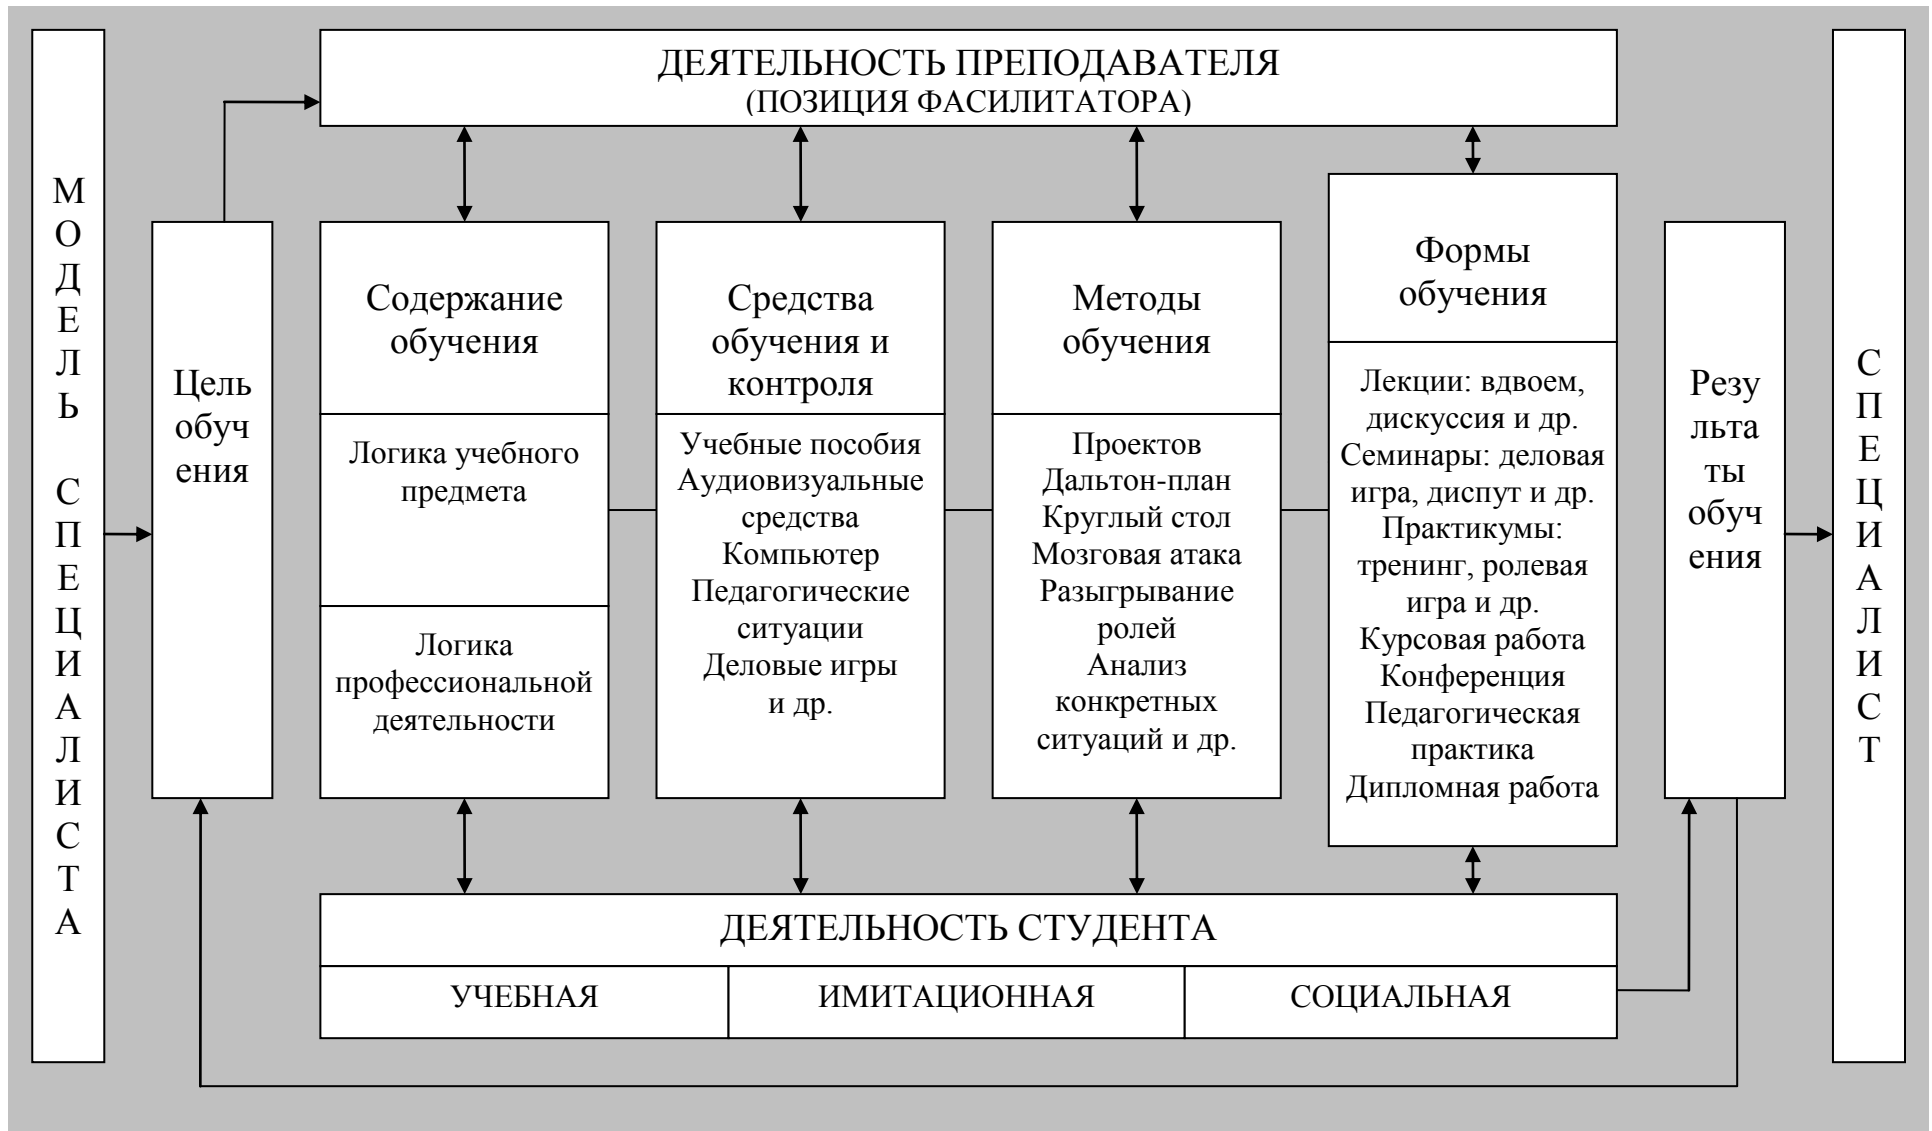 МОДЕЛЬ СПЕЦИАЛИСТА
ДЕЯТЕЛЬНОСТЬ ПРЕПОДАВАТЕЛЯ
(ПОЗИЦИЯ ФАСИЛИТАТОРА)
Цель
обуч
ения
Содержание
обучения
Логика учебного
предмета
Логика
профессиональной
деятельности
Средства
обучения и
контроля
Учебные пособия
Аудиовизуальные
средства
Компьютер
Педагогические
ситуации
Деловые игры
и др.
Методы
обучения
Проектов
Дальтон-план
Круглый стол
Мозговая атака
Разыгрывание
ролей
Анализ
конкретных
ситуаций и др.
Формы
обучения
Лекции: вдвоем,
дискуссия и др.
Семинары: деловая
игра, диспут и др.
Практикумы:
тренинг, ролевая
игра и др.
Курсовая работа
Конференция
Педагогическая
практика
Дипломная работа
Резу
льта
ты
обуч
ения
СПЕЦИАЛИСТ
ДЕЯТЕЛЬНОСТЬ СТУДЕНТА
УЧЕБНАЯ
ИМИТАЦИОННАЯ
СОЦИАЛЬНАЯ